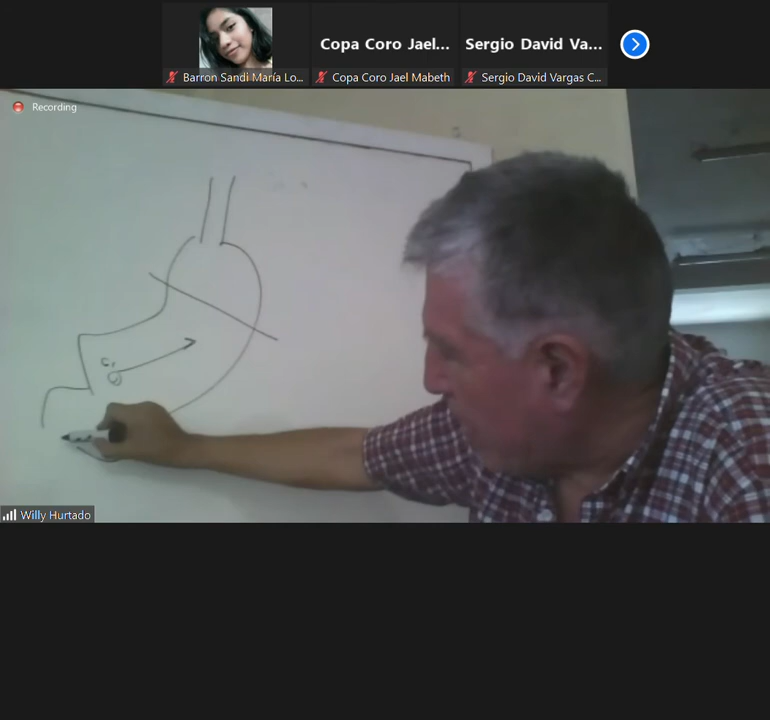 Copa Coro Jael...
Sergio David Va...
Barron Sandi María Lo...
Copa Coro Jael Mabeth
Sergio David Vargas C...
Recording
Willy Hurtado